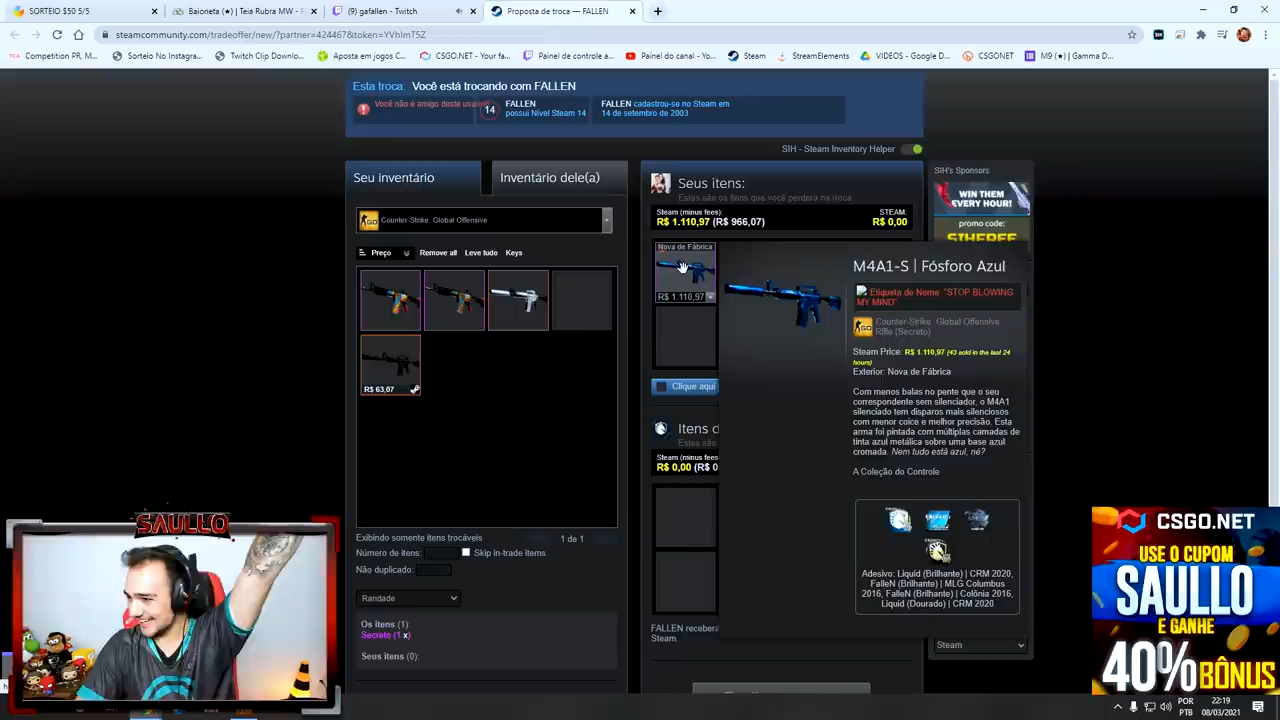 SORTEIO $50 5/5
Baioneta (★) | Teia Rubra MW - E
(9) gafallen - Twitch
Proposta de troca — FALLEN
steamcommunity.com/tradeoffer/new/?partner=424467&token=YVhImTSZ
Competition PR, M...
Sorteio No Instagra...
Twitch Clip Downlo...
Aposta em jogos C...
CSGO.NET - Your fa...
Painel de controle a...
Painel do canal - Yo...
Steam
StreamElements
VIDEOS - Google D...
CSGONET
M9 (★) | Gamma D...
Esta troca: Você está trocando com FALLEN
Você não é amigo deste usuário
14
FALLEN
possui Nível Steam 14
FALLEN cadastrou-se no Steam em
14 de setembro de 2003
SIH - Steam Inventory Helper
Seu inventário
Inventário dele(a)
Counter-Strike: Global Offensive
Preço
Remove all
Leve tudo
Keys
R$ 63,07
Exibindo somente itens trocáveis
1 de 1
Número de itens:
Skip in-trade items
Não duplicado:
Raridade
Os itens (1):
Secreto (1 x)
Seus itens (0):
Seus itens:
Estes são os itens que você perderá na troca
Steam (minus fees):
STEAM:
R$ 1.110,97 (R$ 966,07)
R$ 0,00
Nova de Fábrica
R$ 1.110,97
Clique aqui
Itens d
Estes são
Steam (minus
R$ 0,00 (R$ 0
FALLEN receberá
Steam.
M4A1-S | Fósforo Azul
Etiqueta de Nome: "STOP BLOWING
MY MIND"
Counter-Strike: Global Offensive
Rifle (Secreto)
Steam Price: R$ 1.110,97 (43 sold in the last 24
hours)
Exterior: Nova de Fábrica
Com menos balas no pente que o seu
correspondente sem silenciador, o M4A1
silenciado tem disparos mais silenciosos
com menor coice e melhor precisão. Esta
arma foi pintada com múltiplas camadas de
tinta azul metálica sobre uma base azul
cromada. Nem tudo está azul, né?
A Coleção do Controle
Adesivo: Liquid (Brilhante) | CRM 2020,
FalleN (Brilhante) | MLG Columbus
2016, FalleN (Brilhante) | Colônia 2016,
Liquid (Dourado) | CRM 2020
SIH's Sponsors
WIN THEM
EVERY HOUR!
promo code:
SIHFREE
Steam
SAULLO
CSGO.NET
USE O CUPOM
SAULLO
E GANHE
40% BÔNUS
POR
PTB
22:19
08/03/2021